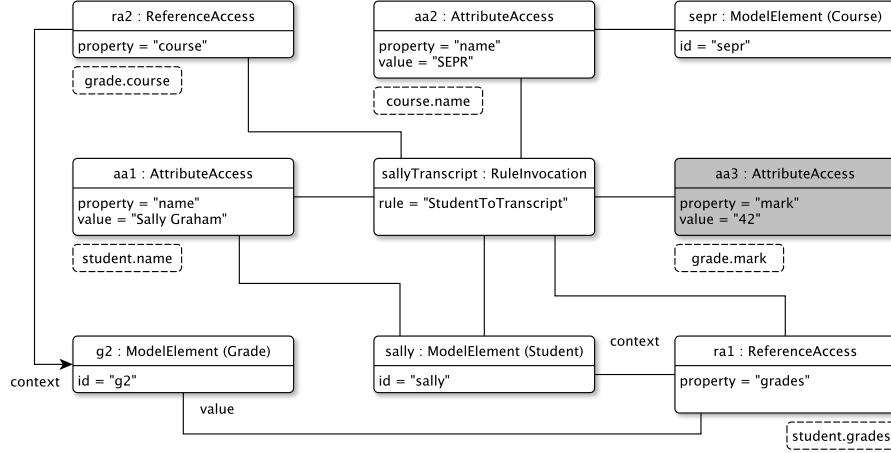 ra2 : ReferenceAccess
property = "course"
grade.course
aa2 : AttributeAccess
property = "name"
value = "SEPR"
course.name
sepr : ModelElement (Course)
id = "sepr"
aa1 : AttributeAccess
property = "name"
value = "Sally Graham"
student.name
sallyTranscript : RuleInvocation
rule = "StudentToTranscript"
aa3 : AttributeAccess
property = "mark"
value = "42"
grade.mark
g2 : ModelElement (Grade)
id = "g2"
context
value
sally : ModelElement (Student)
id = "sally"
context
ra1 : ReferenceAccess
property = "grades"
student.grades